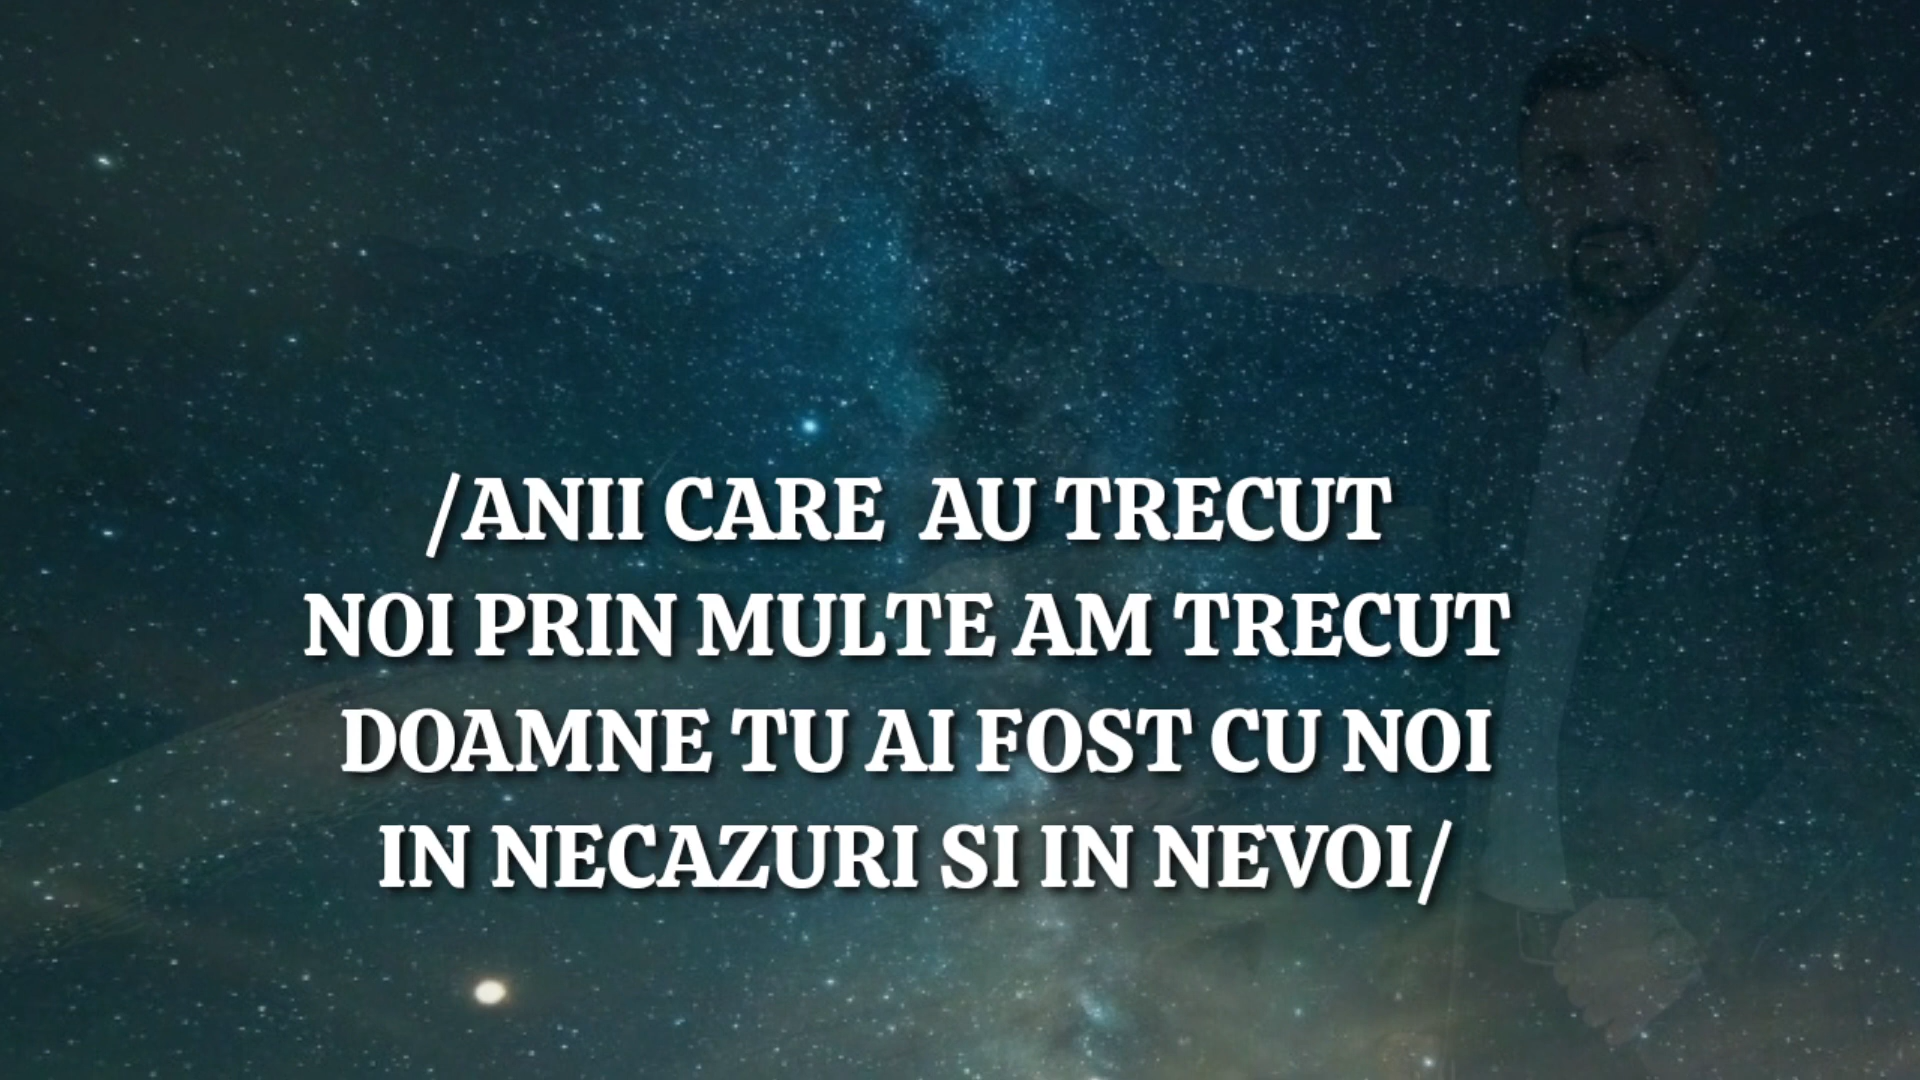 /ANII CARE  AU TRECUT
NOI PRIN MULTE AM TRECUT
DOAMNE TU AI FOST CU NOI
IN NECAZURI SI IN NEVOI/